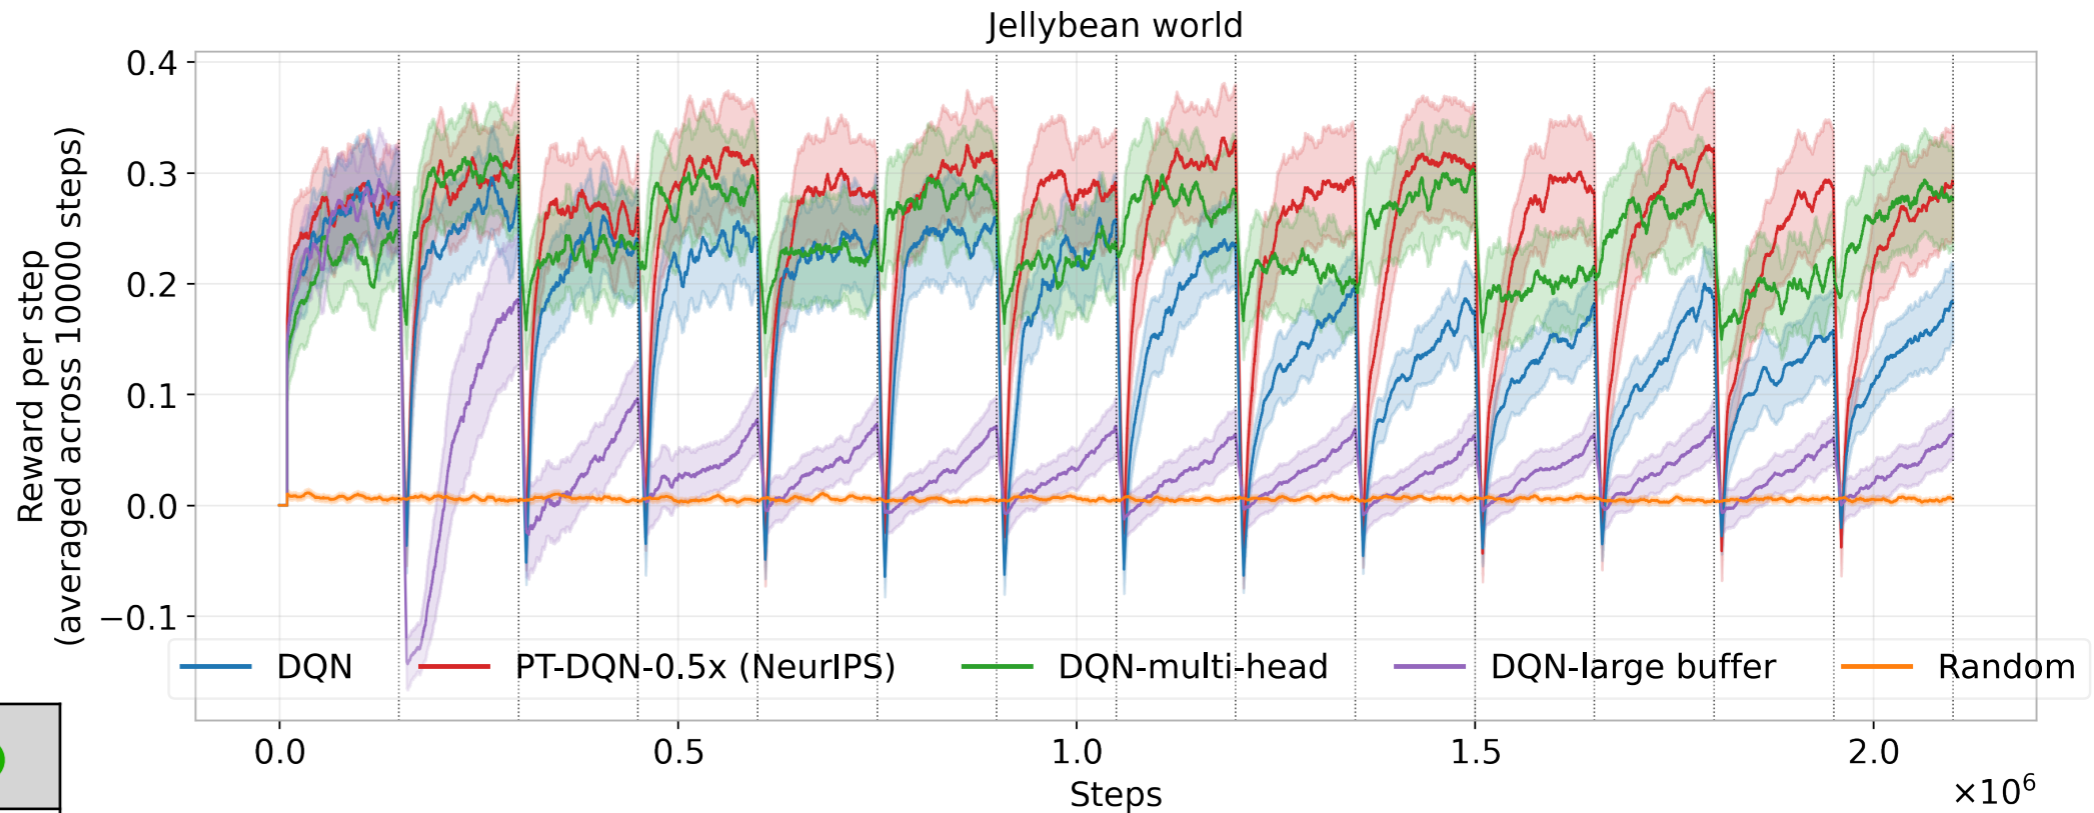 Jellybean world
Reward per step
(averaged across 10000 steps)
0.4
0.3
0.2
0.1
0.0
−0.1
DQN PT-DQN-0.5x (NeurIPS) DQN-multi-head DQN-large buffer Random
0.0 0.5 1.0 1.5 2.0
Steps
×10⁶